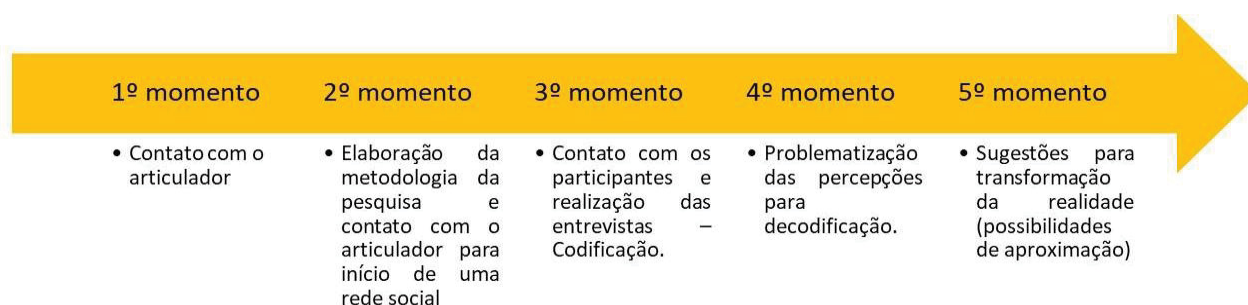 1º momento
2º momento
3º momento
4º momento
5º momento
• Contato com o
articulador
• Elaboração da
metodologia da
pesquisa e
contato com o
articulador para
início de uma
rede social
• Contato com os
participantes e
realização das
entrevistas –
Codificação.
• Problematização
das percepções
para
decodificação.
• Sugestões para
transformação
da realidade
(possibilidades
de aproximação)